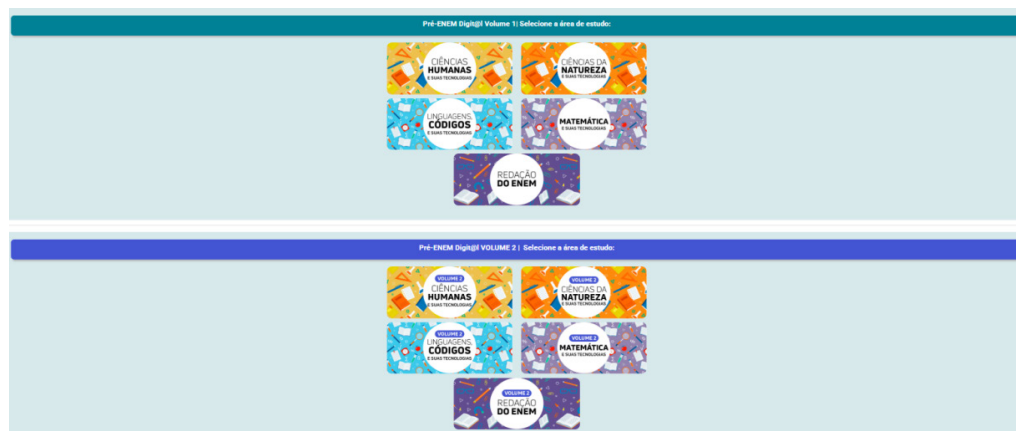 Pré-ENEM Digit@l Volume 1| Selecione a área de estudo:
CIÊNCIAS
HUMANAS
E SUAS TECNOLOGIAS
CIÊNCIAS DA
NATUREZA
E SUAS TECNOLOGIAS
LINGUAGENS,
CÓDIGOS
E SUAS TECNOLOGIAS
MATEMÁTICA
E SUAS TECNOLOGIAS
REDAÇÃO
DO ENEM
Pré-ENEM Digit@l VOLUME 2 | Selecione a área de estudo:
VOLUME 2
CIÊNCIAS
HUMANAS
E SUAS TECNOLOGIAS
VOLUME 2
CIÊNCIAS DA
NATUREZA
E SUAS TECNOLOGIAS
VOLUME 2
LINGUAGENS,
CÓDIGOS
E SUAS TECNOLOGIAS
VOLUME 2
MATEMÁTICA
E SUAS TECNOLOGIAS
VOLUME 2
REDAÇÃO
DO ENEM